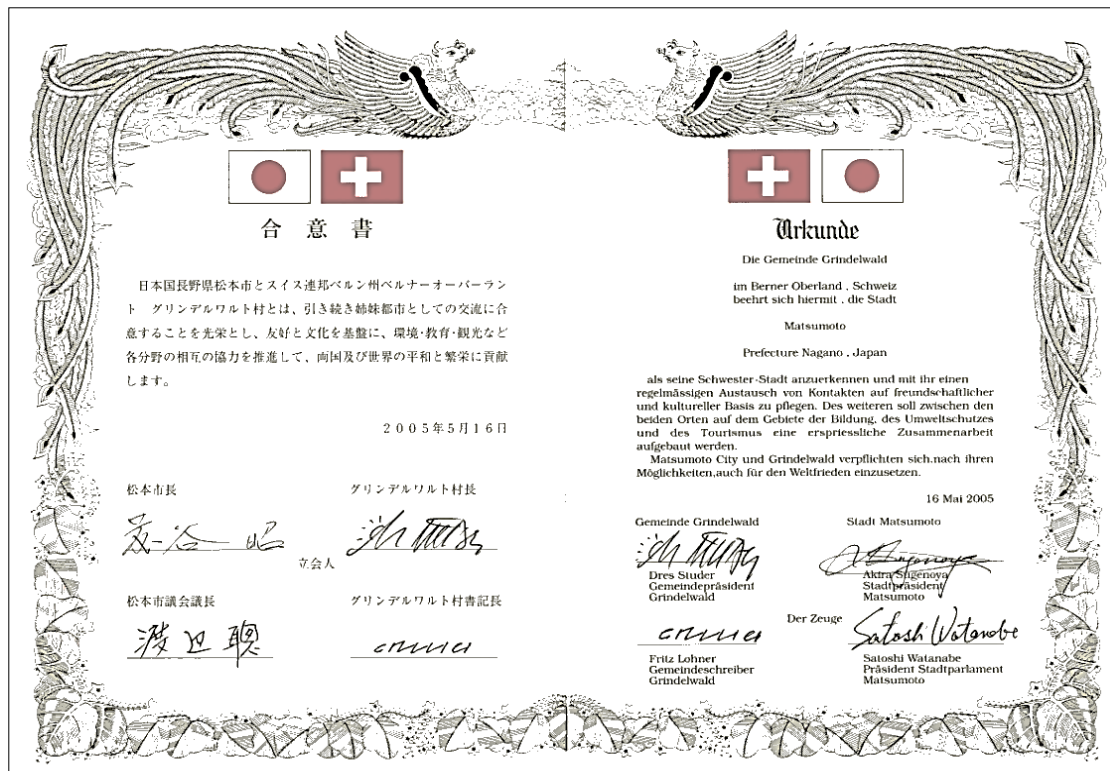 合意書
日本国長野県松本市とスイス連邦ベルン州ベルナーオーバーラン
ト グリンデルワルト村とは、引き続き姉妹都市としての交流に合
意することを光栄とし、友好と文化を基盤に、環境・教育・観光など
各分野の相互の協力を推進して、両国及び世界の平和と繁栄に貢献
します。
2005年5月16日
松本市長
グリンデルワルト村長
菅谷 昭
立会人
松本市議会議長
グリンデルワルト村書記長
渡辺 聰
Urkunde
Die Gemeinde Grindelwald
im Berner Oberland , Schweiz
beehrt sich hiermit , die Stadt
Matsumoto
Prefecture Nagano , Japan
als seine Schwester-Stadt anzuerkennen und mit ihr einen
regelmässigen Austausch von Kontakten auf freundschaftlicher
und kultureller Basis zu pflegen. Des weiteren soll zwischen den
beiden Orten auf dem Gebiete der Bildung, des Umweltschutzes
und des Tourismus eine erspriessliche Zusammenarbeit
aufgebaut werden.
Matsumoto City und Grindelwald verpflichten sich,nach ihren
Möglichkeiten,auch für den Weltfrieden einzusetzen.
16 Mai 2005
Gemeinde Grindelwald
Stadt Matsumoto
A Sugenoya
Dres Studer
Gemeindepräsident
Grindelwald
Akira Sugenoya
Stadtpräsident
Matsumoto
Der Zeuge
Satoshi Watanabe
Fritz Lohner
Gemeindeschreiber
Grindelwald
Satoshi Watanabe
Präsident Stadtparlament
Matsumoto